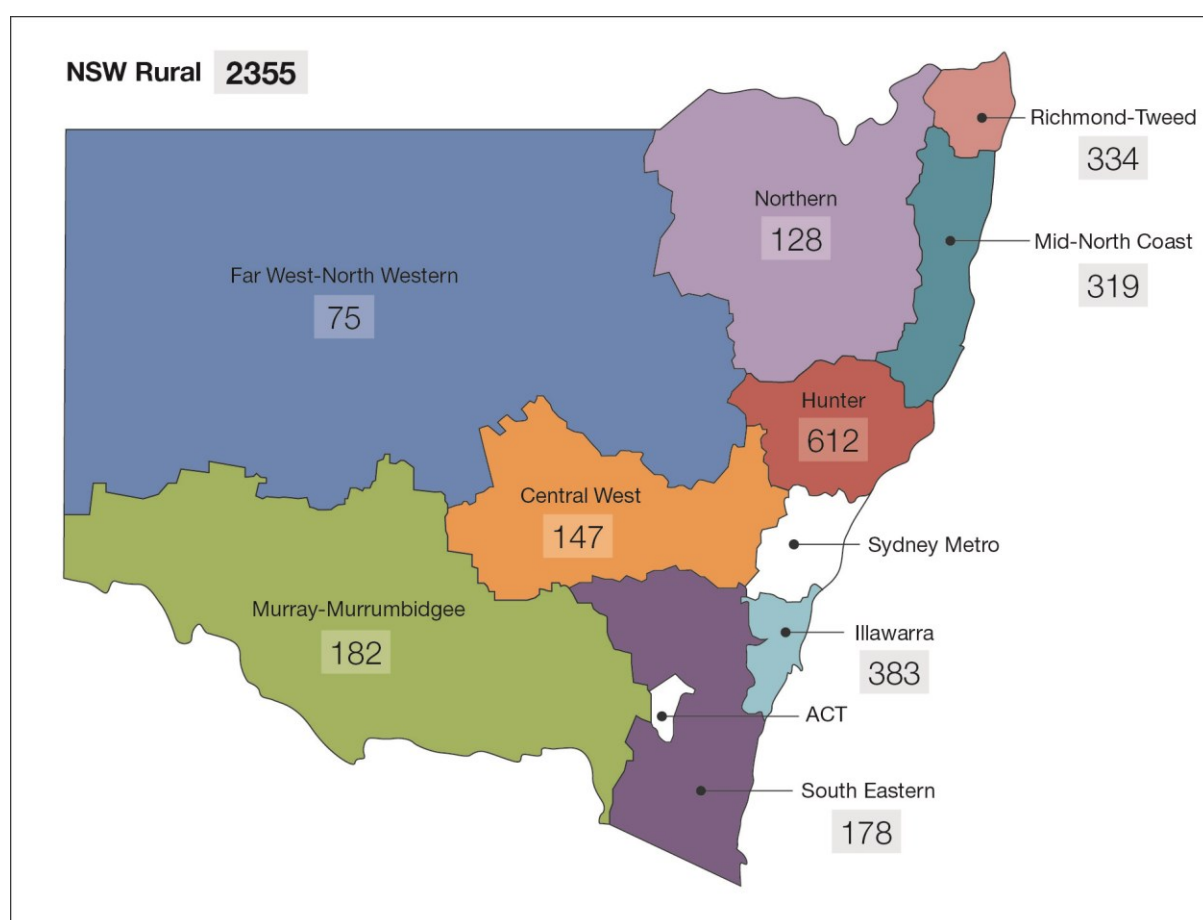 NSW Rural 2355
Richmond-Tweed
334
Northern
128
Mid-North Coast
319
Far West-North Western
75
Hunter
612
Central West
147
Sydney Metro
Murray-Murrumbidgee
182
Illawarra
383
ACT
South Eastern
178